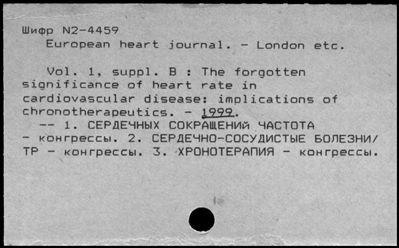 Шифр N2-4459
European heart journal. - London etc.
Vol. 1, suppl. B : The forgotten
significance of heart rate in
cardiovascular disease: implications of
chronotherapeutics. - 1999.
-- 1. СЕРДЕЧНЫХ СОКРАЩЕНИЙ ЧАСТОТА
- конгрессы. 2. СЕРДЕЧНО-СОСУДИСТЫЕ БОЛЕЗНИ/
ТР - конгрессы. 3. ХРОНОТЕРАПИЯ - конгрессы.